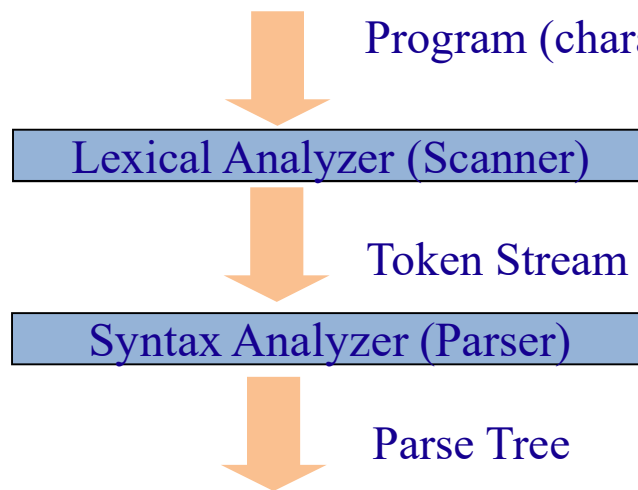 Program (chara
Lexical Analyzer (Scanner)
Token Stream
Syntax Analyzer (Parser)
Parse Tree